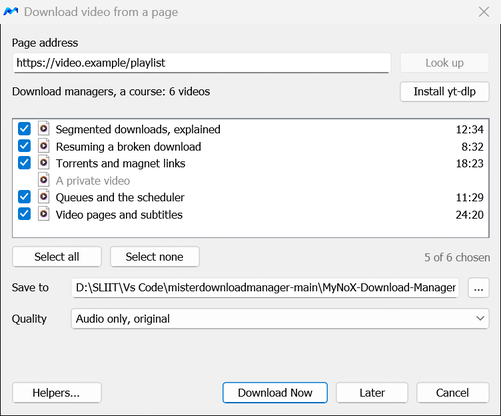 Download video from a page
Page address
https://video.example/playlist
Look up
Download managers, a course: 6 videos
Install yt-dlp
Segmented downloads, explained 12:34
Resuming a broken download 8:32
Torrents and magnet links 18:23
A private video
Queues and the scheduler 11:29
Video pages and subtitles 24:20
Select all
Select none
5 of 6 chosen
Save to
D:\SLIIT\Vs Code\misterdownloadmanager-main\MyNoX-Download-Manager
...
Quality
Audio only, original
Helpers...
Download Now
Later
Cancel